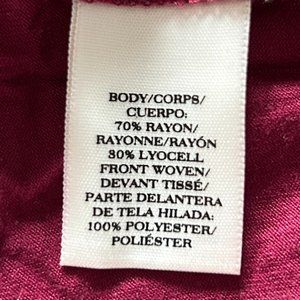 BODY/CORPS/
CUERPO:
70% RAYON/
RAYONNE/RAYÓN
30% LYOCELL
FRONT WOVEN/
DEVANT TISSÉ/
PARTE DELANTERA
DE TELA HILADA:
100% POLYESTER/
POLIÉSTER